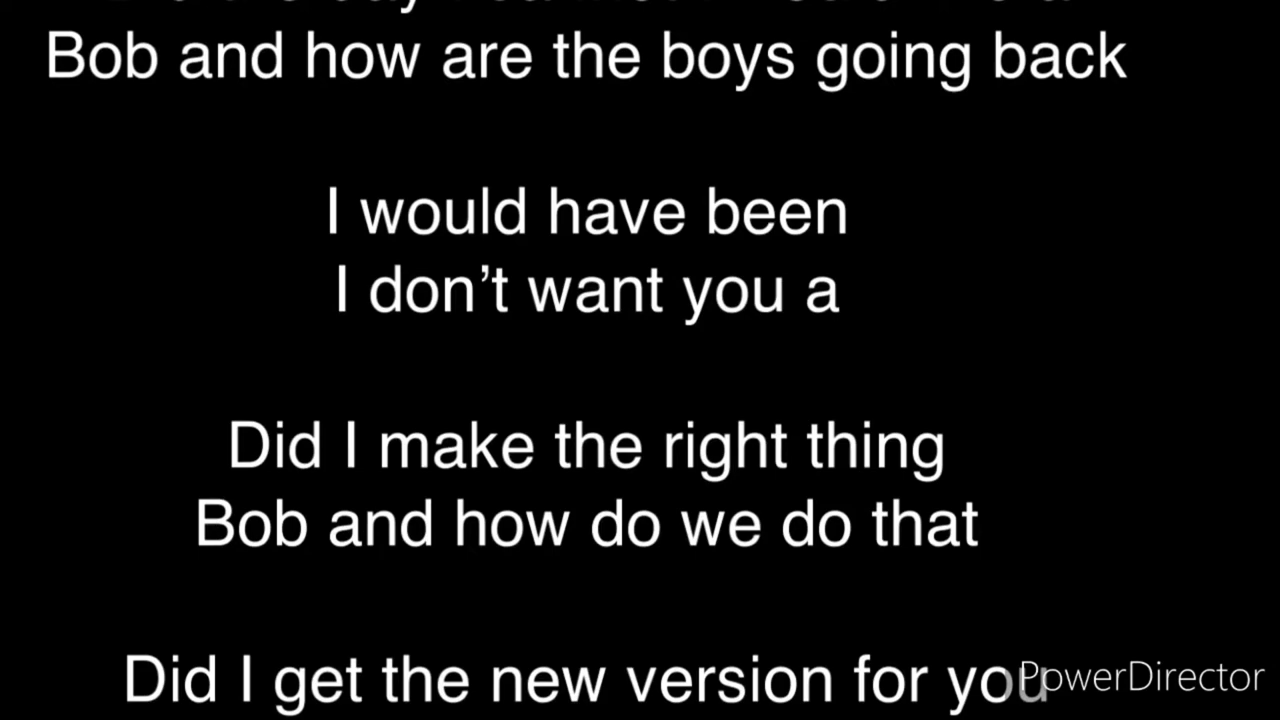 Bob and how are the boys going back
I would have been
I don’t want you a
Did I make the right thing
Bob and how do we do that
Did I get the new version for you
PowerDirector